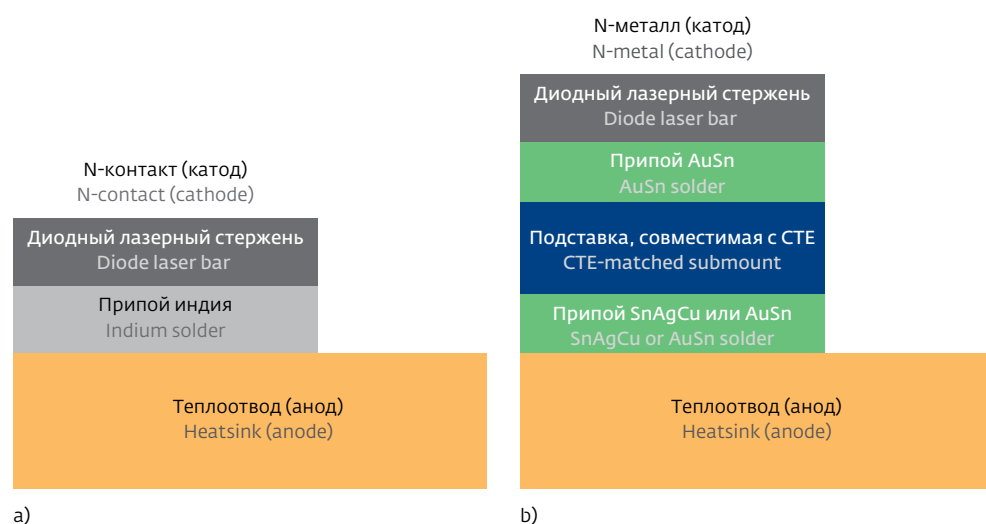 N-контакт (катод)
N-contact (cathode)
Диодный лазерный стержень
Diode laser bar
Припой индия
Indium solder
Теплоотвод (анод)
Heatsink (anode)
a)
N-металл (катод)
N-metal (cathode)
Диодный лазерный стержень
Diode laser bar
Припой AuSn
AuSn solder
Подставка, совместимая с CTE
CTE-matched submount
Припой SnAgCu или AuSn
SnAgCu or AuSn solder
Теплоотвод (анод)
Heatsink (anode)
b)